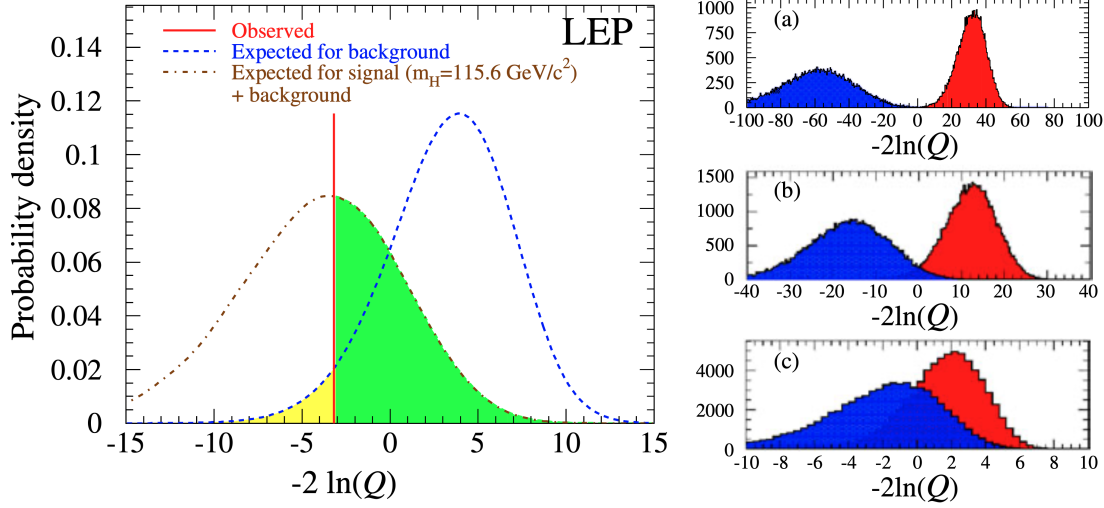 LEP
Observed
Expected for background
Expected for signal (m_H=115.6 GeV/c²)
+ background
Probability density
0.14
0.12
0.1
0.08
0.06
0.04
0.02
0
-15 -10 -5 0 5 10 15
-2 ln(Q)
(a)
1000
750
500
250
0
-100 -80 -60 -40 -20 0 20 40 60 80 100
-2ln(Q)
(b)
1500
1000
500
0
-40 -30 -20 -10 0 10 20 30 40
-2ln(Q)
(c)
4000
2000
0
-10 -8 -6 -4 -2 0 2 4 6 8 10
-2ln(Q)